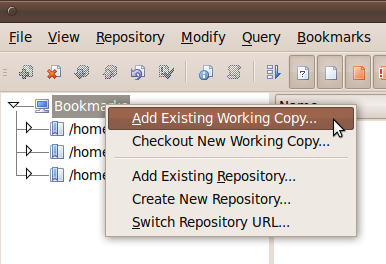 File View Repository Modify Query Bookmarks
Bookmarks
Name
/home
/home
/home
Add Existing Working Copy...
Checkout New Working Copy...
Add Existing Repository...
Create New Repository...
Switch Repository URL...